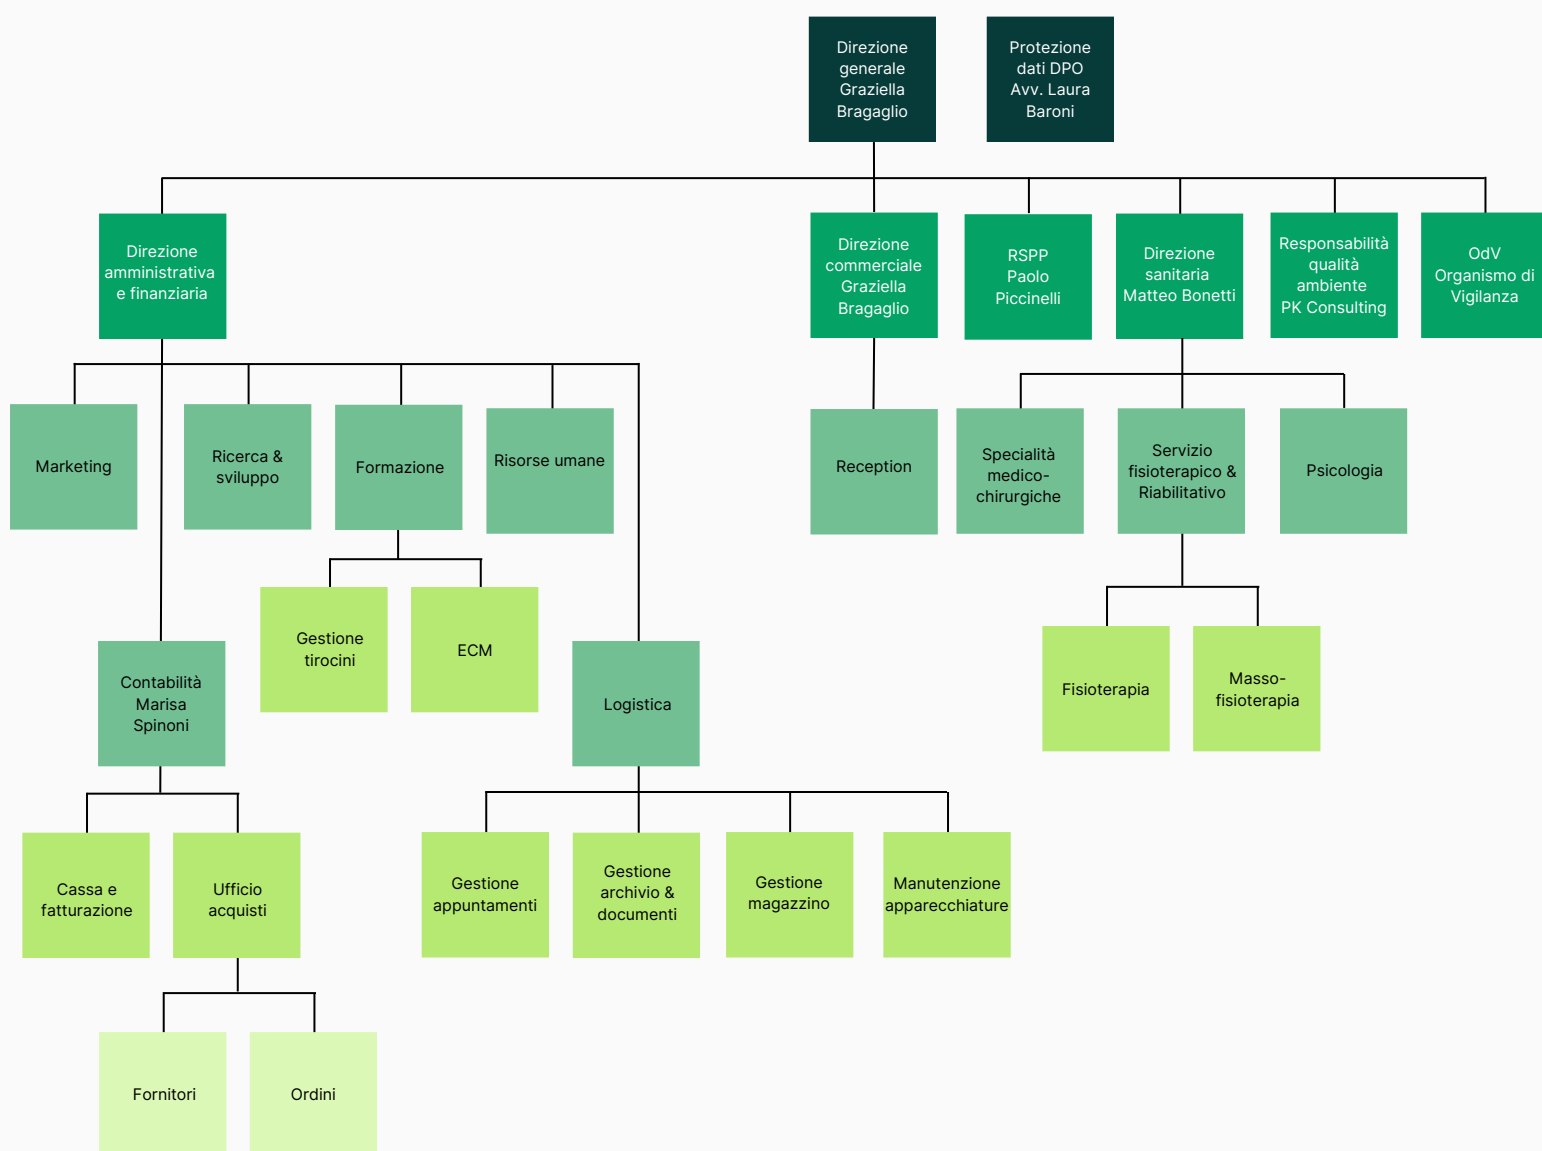 Direzione
generale
Graziella
Bragaglio
Protezione
dati DPO
Avv. Laura
Baroni
Direzione
amministrativa
e finanziaria
Direzione
commerciale
Graziella
Bragaglio
RSPP
Paolo
Piccinelli
Direzione
sanitaria
Matteo Bonetti
Responsabilità
qualità
ambiente
PK Consulting
OdV
Organismo di
Vigilanza
Marketing
Ricerca &
sviluppo
Formazione
Risorse umane
Reception
Specialità
medico-
chirurgiche
Servizio
fisioterapico &
Riabilitativo
Psicologia
Gestione
tirocini
ECM
Contabilità
Marisa
Spinoni
Logistica
Fisioterapia
Masso-
fisioterapia
Cassa e
fatturazione
Ufficio
acquisti
Gestione
appuntamenti
Gestione
archivio &
documenti
Gestione
magazzino
Manutenzione
apparecchiature
Fornitori
Ordini